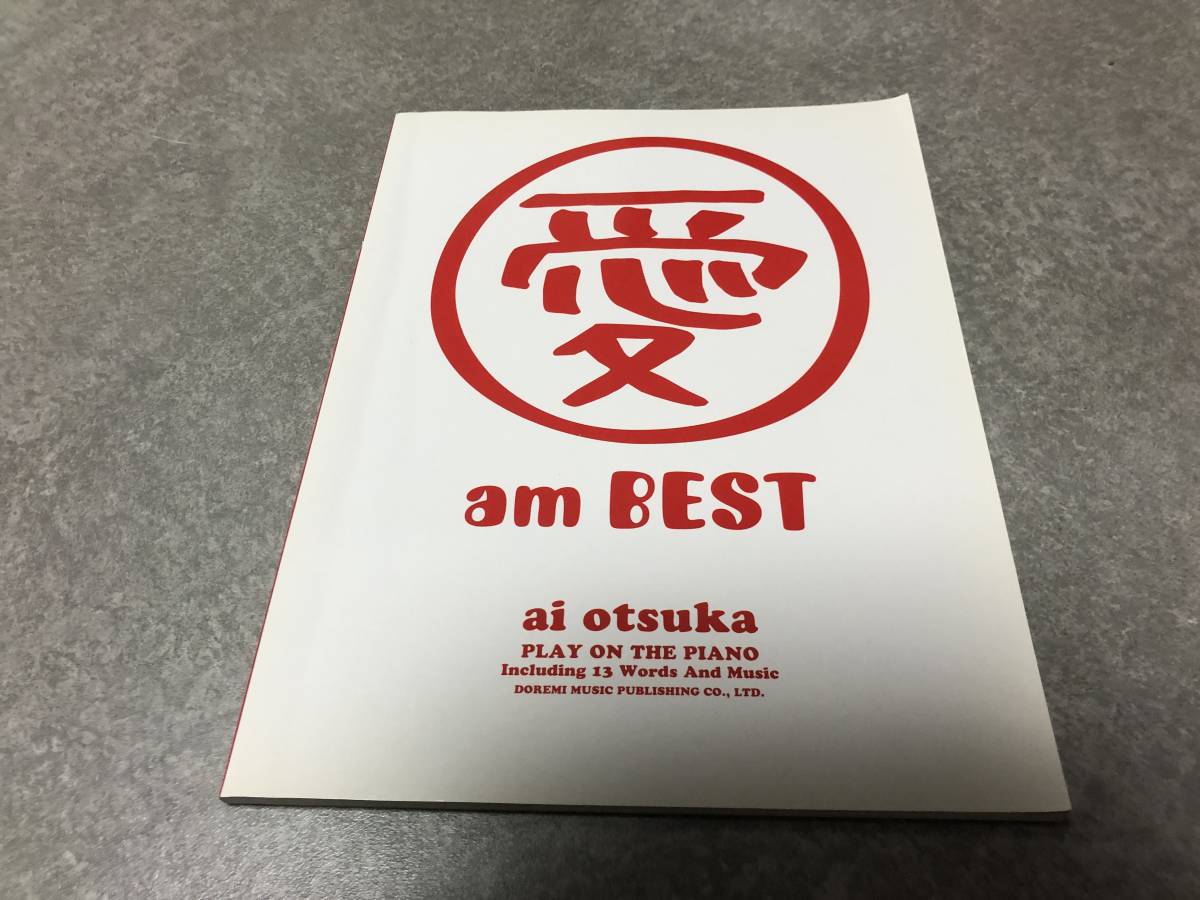 愛
am BEST
ai otsuka
PLAY ON THE PIANO
Including 13 Words And Music
DOREMI MUSIC PUBLISHING CO., LTD.